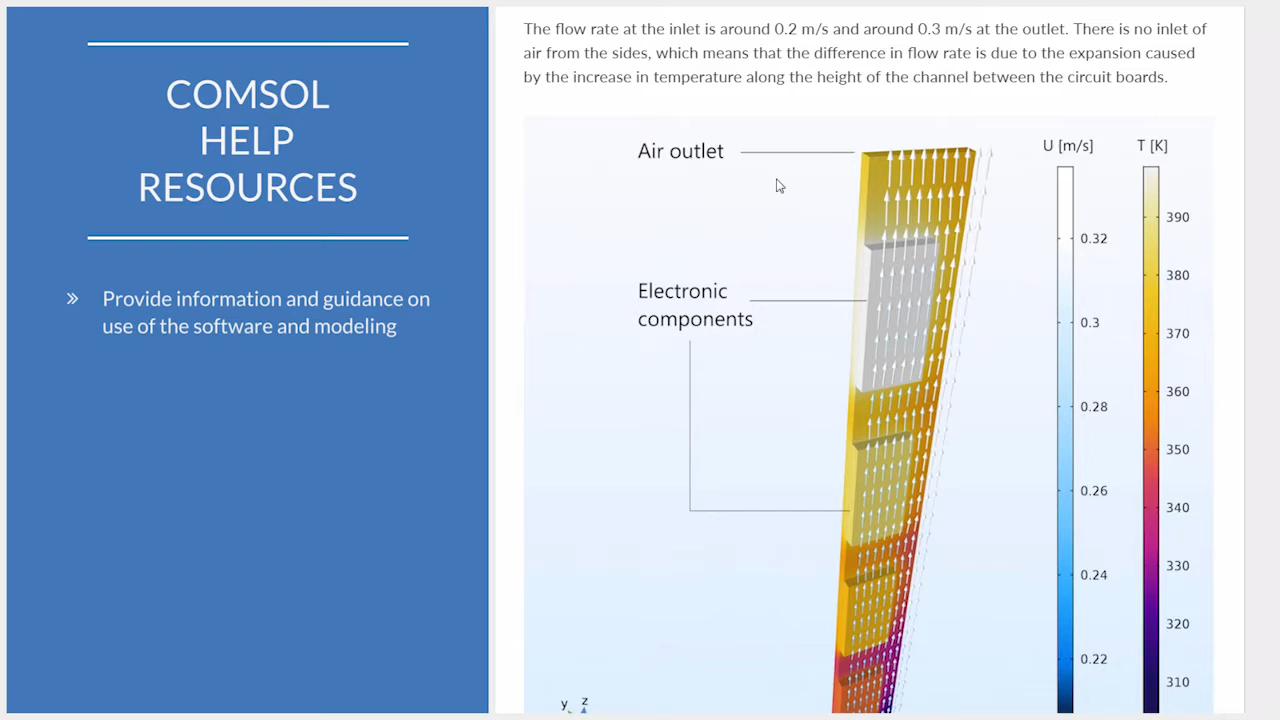 COMSOL
HELP
RESOURCES
» Provide information and guidance on
use of the software and modeling
The flow rate at the inlet is around 0.2 m/s and around 0.3 m/s at the outlet. There is no inlet of
air from the sides, which means that the difference in flow rate is due to the expansion caused
by the increase in temperature along the height of the channel between the circuit boards.
Air outlet
Electronic
components
U [m/s]
0.32
0.3
0.28
0.26
0.24
0.22
T [K]
390
380
370
360
350
340
330
320
310
y z